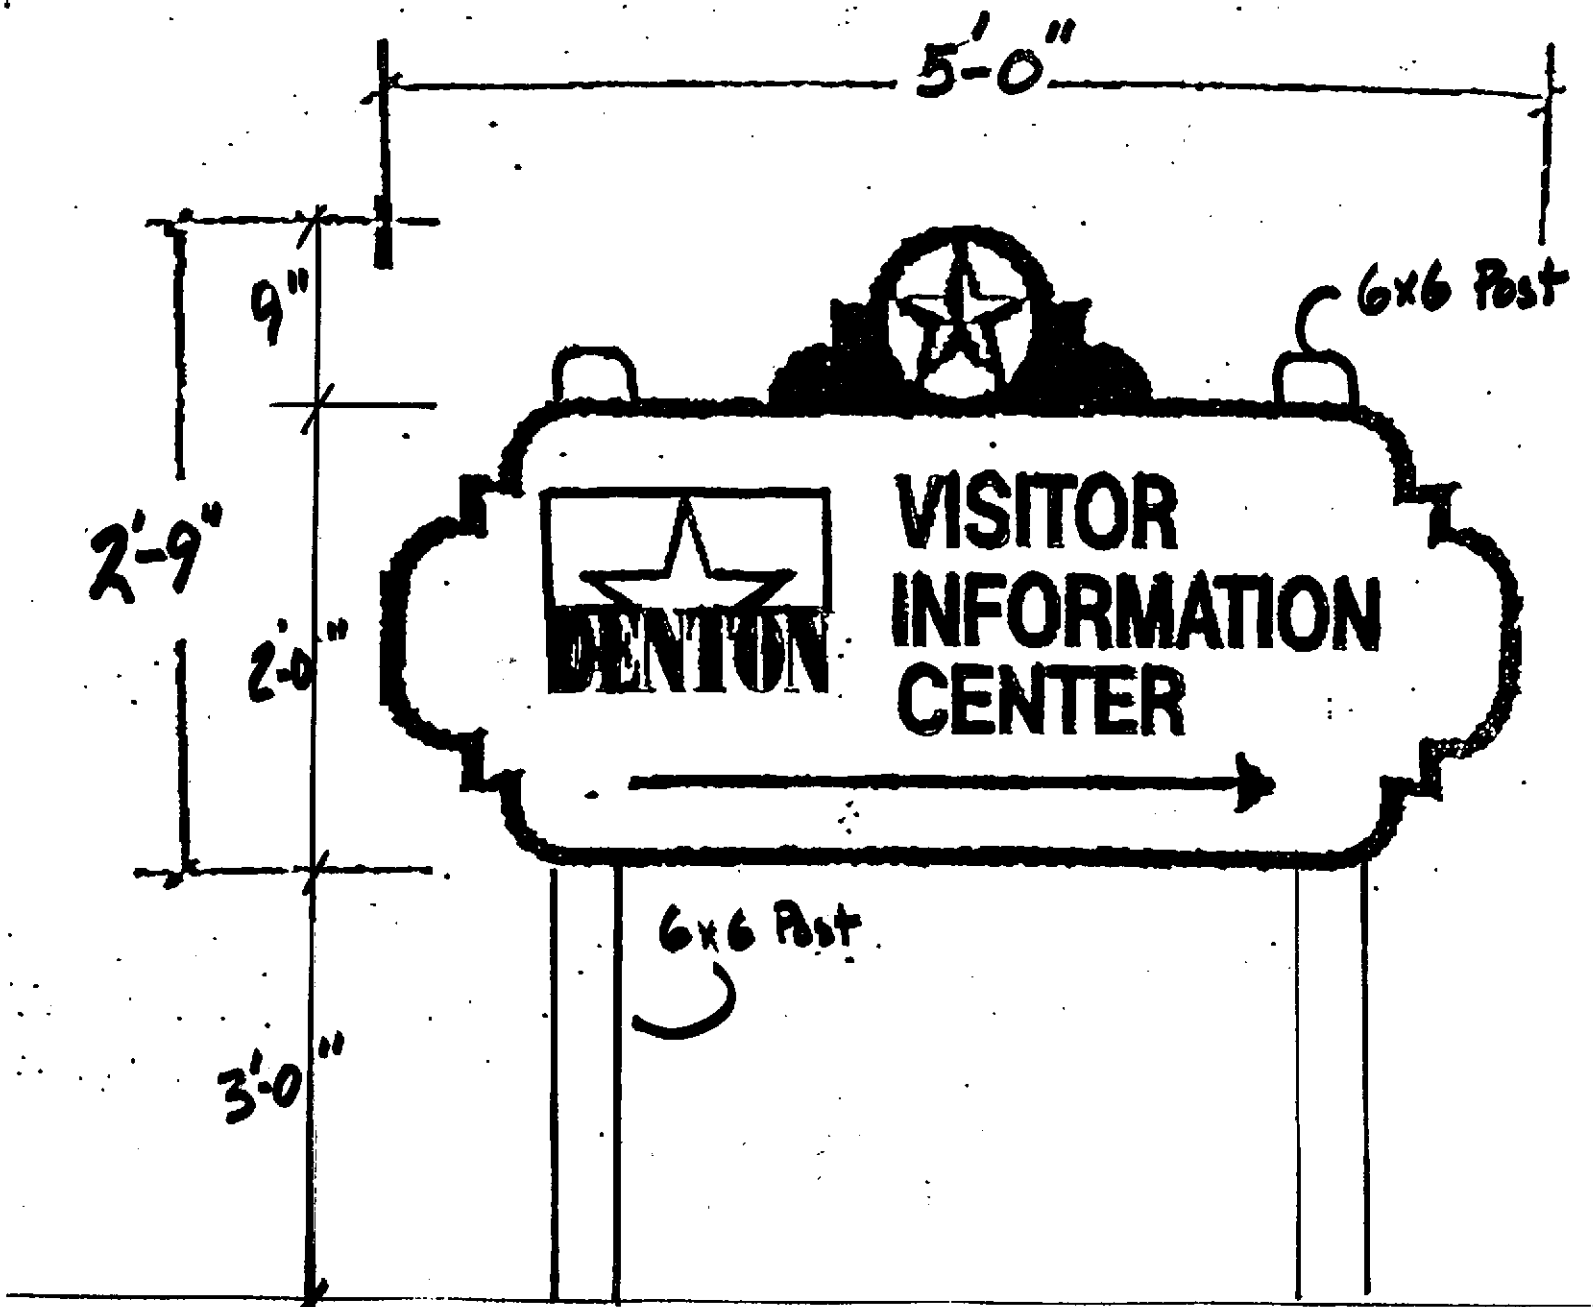 5'-0"
9"
6x6 Post
2'-9"
2'-0"
DENTON
VISITOR
INFORMATION
CENTER
6x6 Post
3'-0"